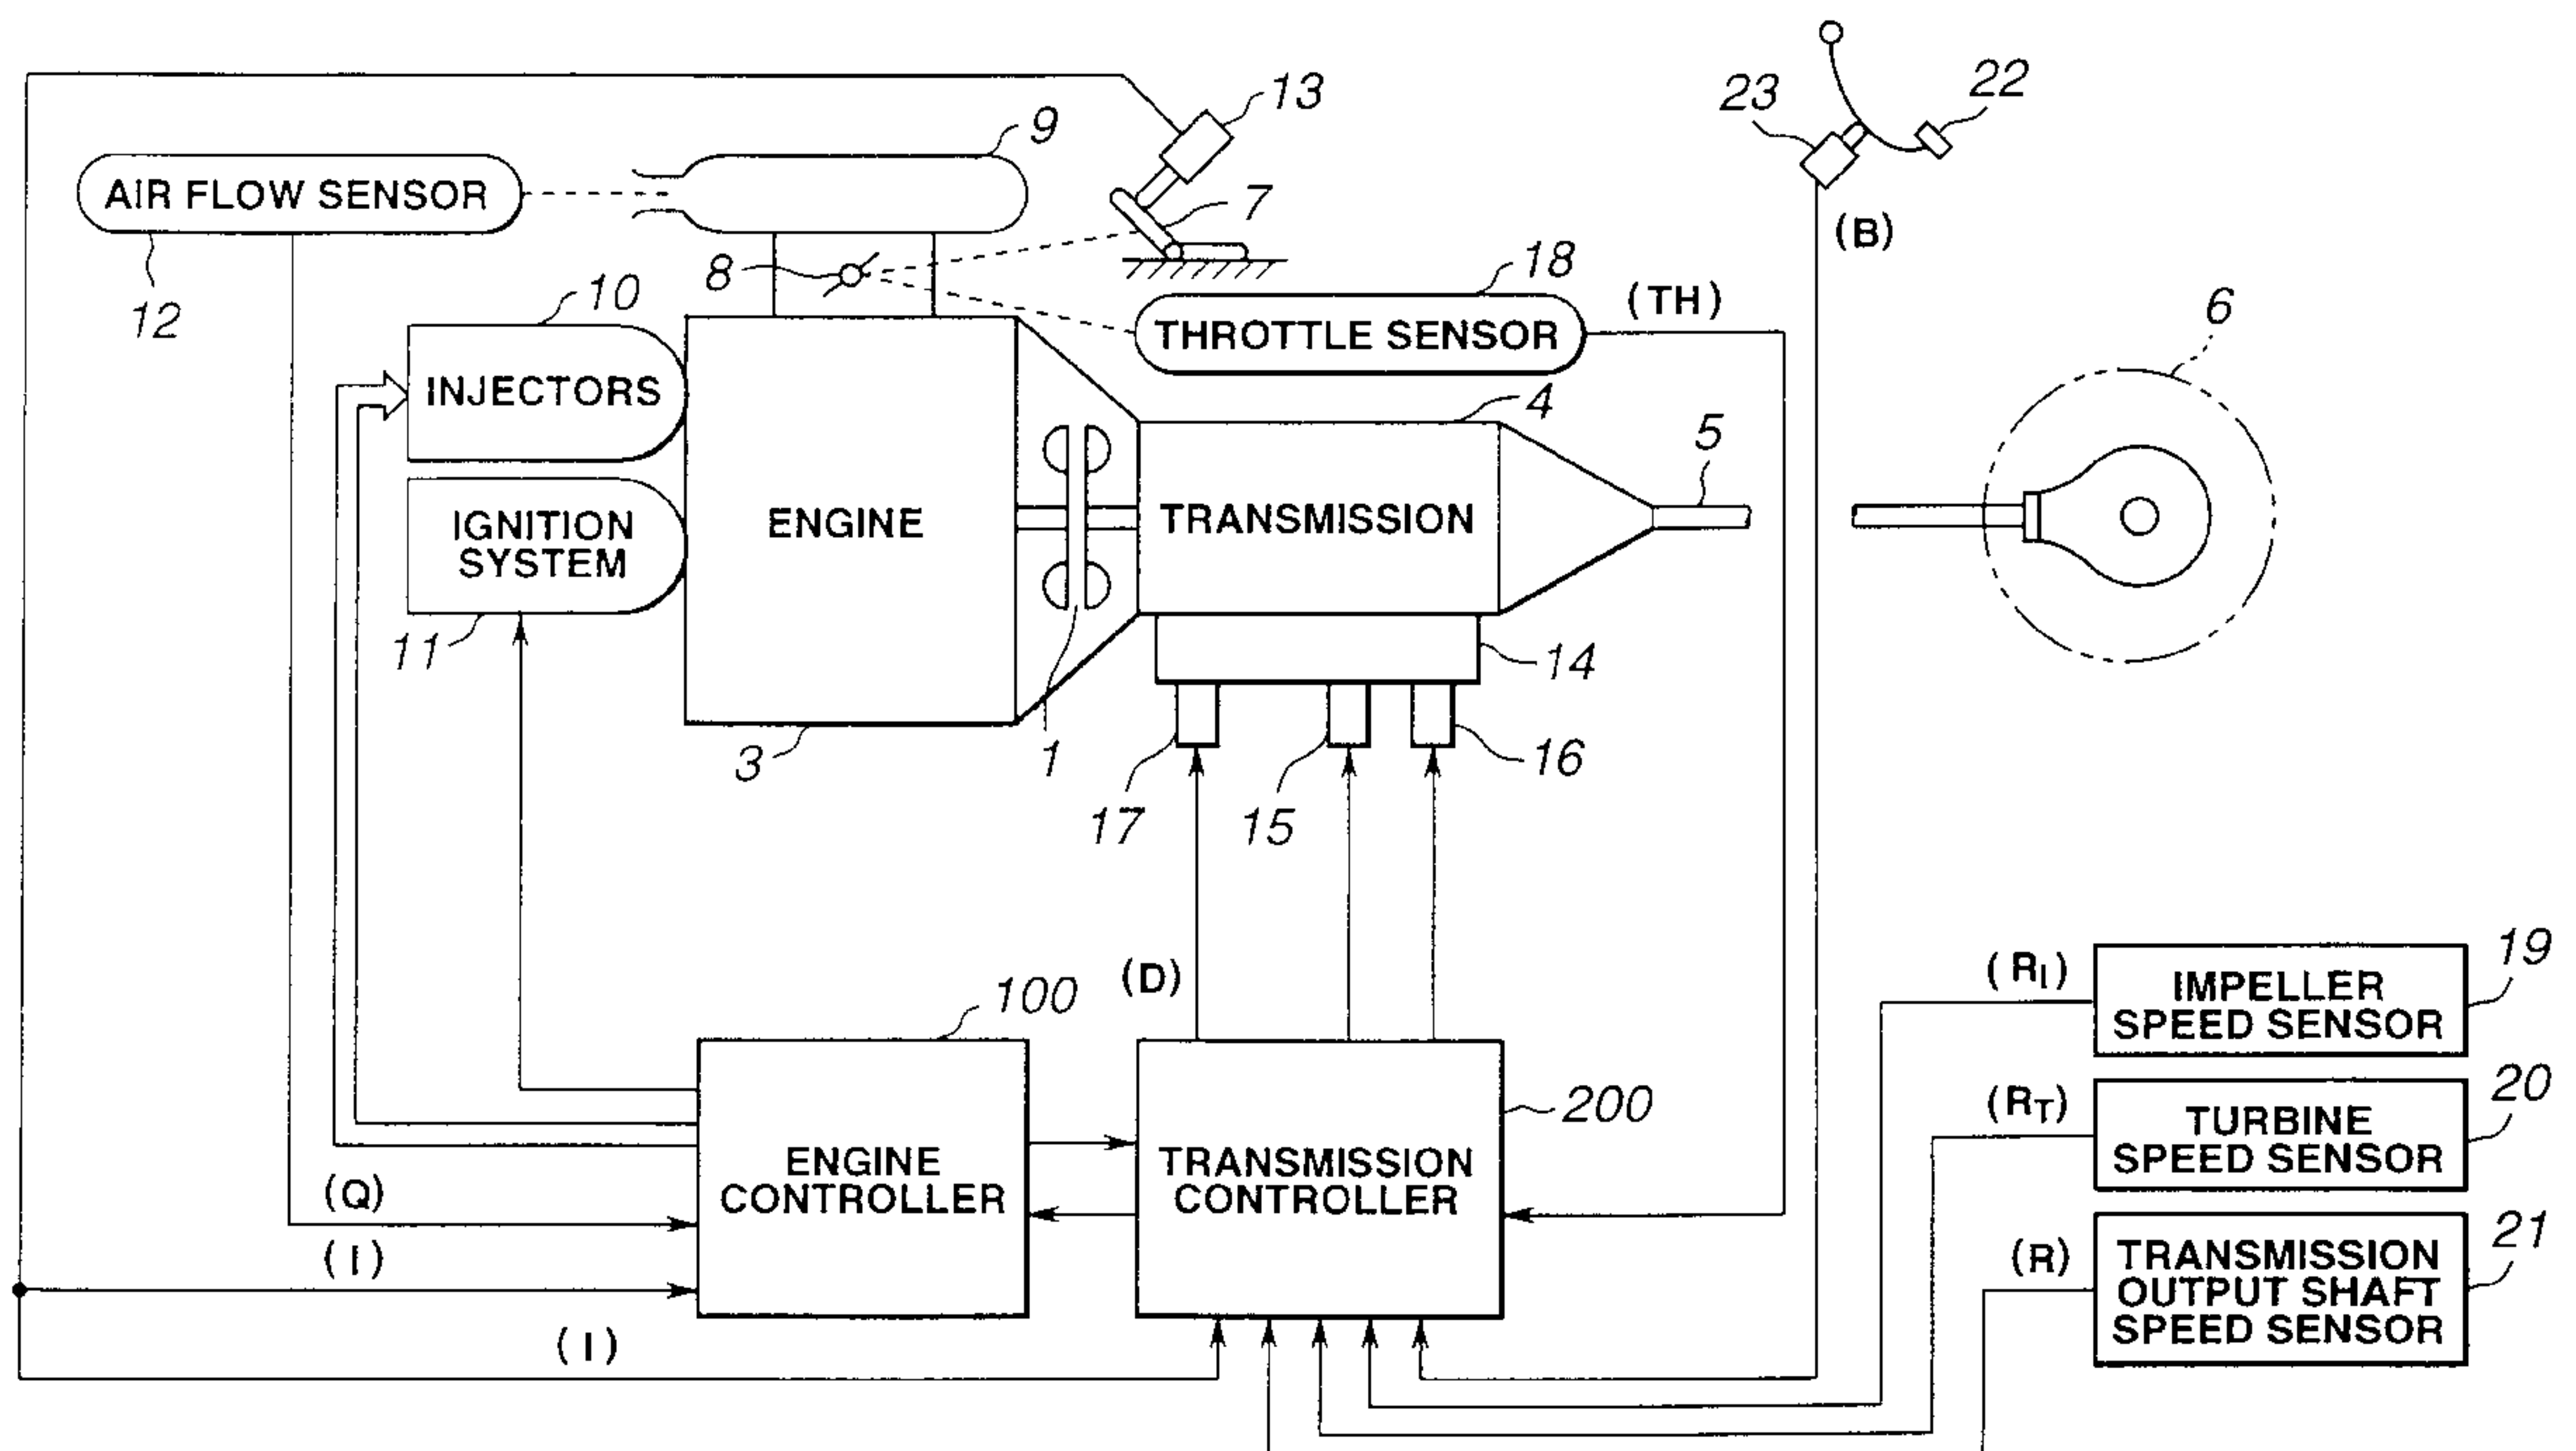 13
23
22
9
AIR FLOW SENSOR
7
(B)
12
8
18
10
(TH)
THROTTLE SENSOR
6
INJECTORS
4
5
IGNITION
SYSTEM
ENGINE
TRANSMISSION
11
14
3
1
16
17
15
(D)
100
(RI)
IMPELLER
SPEED SENSOR
19
200
(RT)
TURBINE
SPEED SENSOR
20
ENGINE
CONTROLLER
TRANSMISSION
CONTROLLER
(Q)
(I)
(R)
TRANSMISSION
OUTPUT SHAFT
SPEED SENSOR
21
(I)